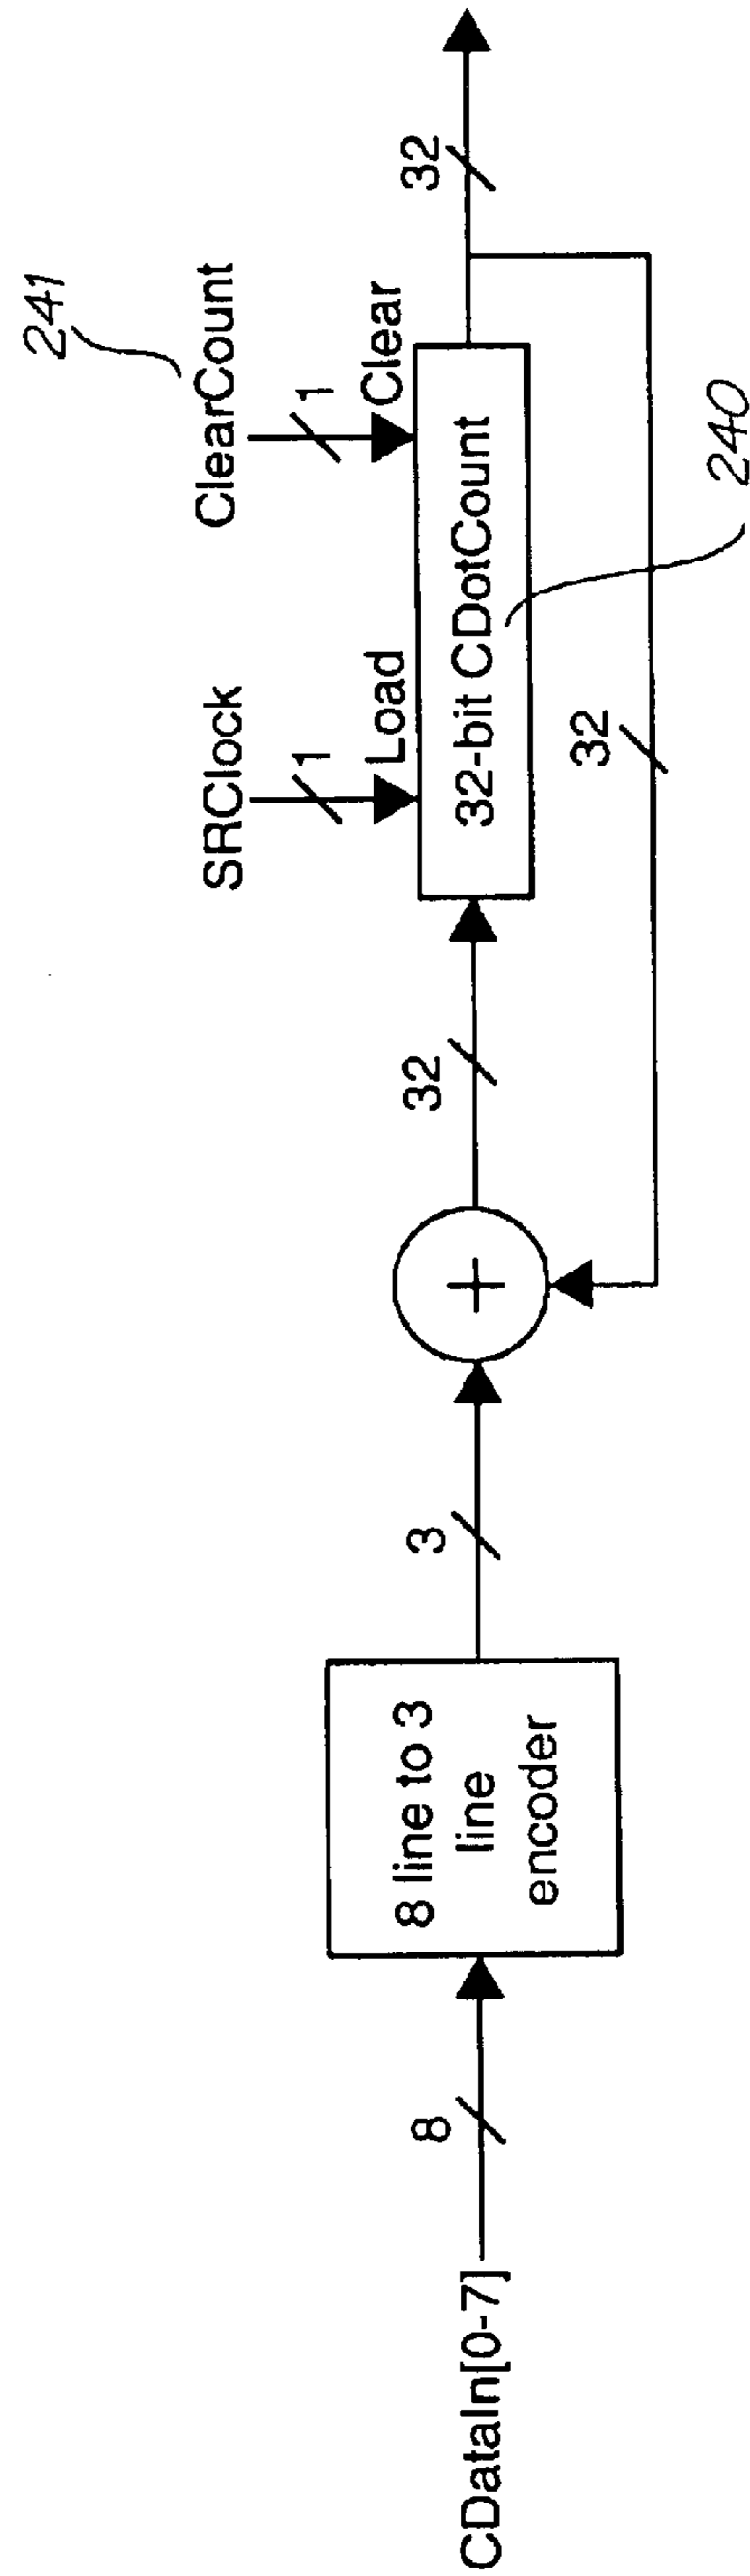 241
ClearCount
SRClock
1
1
Load
Clear
CDataIn[0-7]
8
8 line to 3
line
encoder
3
+
32
32-bit CDotCount
32
32
240